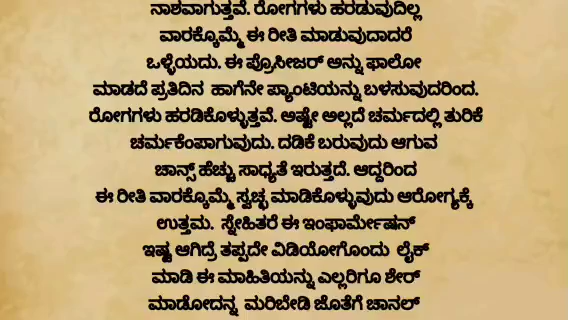 ನಾಶವಾಗುತ್ತವೆ. ರೋಗಗಳು ಹರಡುವುದಿಲ್ಲ
ವಾರಕ್ಕೊಮ್ಮೆ ಈ ರೀತಿ ಮಾಡುವುದಾದರೆ
ಒಳ್ಳೆಯದು. ಈ ಪ್ರೊಸೀಜರ್ ಅನ್ನು ಫಾಲೋ
ಮಾಡದೆ ಪ್ರತಿದಿನ ಹಾಗೆನೇ ಪ್ಯಾಂಟಿಯನ್ನು ಬಳಸುವುದರಿಂದ.
ರೋಗಗಳು ಹರಡಿಕೊಳ್ಳುತ್ತವೆ. ಅಷ್ಟೇ ಅಲ್ಲದೆ ಚರ್ಮದಲ್ಲಿ ತುರಿಕೆ
ಚರ್ಮಕೆಂಪಾಗುವುದು. ದಡಿಕೆ ಬರುವುದು ಆಗುವ
ಚಾನ್ಸ್ ಹೆಚ್ಚು ಸಾಧ್ಯತೆ ಇರುತ್ತದೆ. ಆದ್ದರಿಂದ
ಈ ರೀತಿ ವಾರಕ್ಕೊಮ್ಮೆ ಸ್ವಚ್ಛ ಮಾಡಿಕೊಳ್ಳುವುದು ಆರೋಗ್ಯಕ್ಕೆ
ಉತ್ತಮ. ಸ್ನೇಹಿತರೆ ಈ ಇಂಫಾರ್ಮೇಷನ್
ಇಷ್ಟ ಆಗಿದ್ರೆ ತಪ್ಪದೇ ವಿಡಿಯೋಗೊಂದು ಲೈಕ್
ಮಾಡಿ ಈ ಮಾಹಿತಿಯನ್ನು ಎಲ್ಲರಿಗೂ ಶೇರ್
ಮಾಡೋದನ್ನ ಮರಿಬೇಡಿ ಜೊತೆಗೆ ಚಾನಲ್